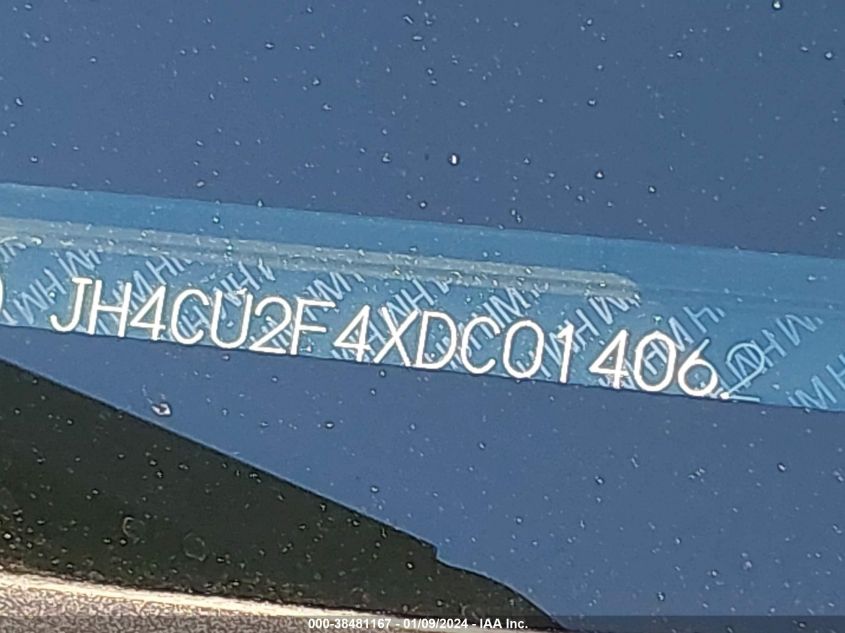 JH4CU2F4XDC01406
000-38481167 - 01/09/2024 - IAA Inc.